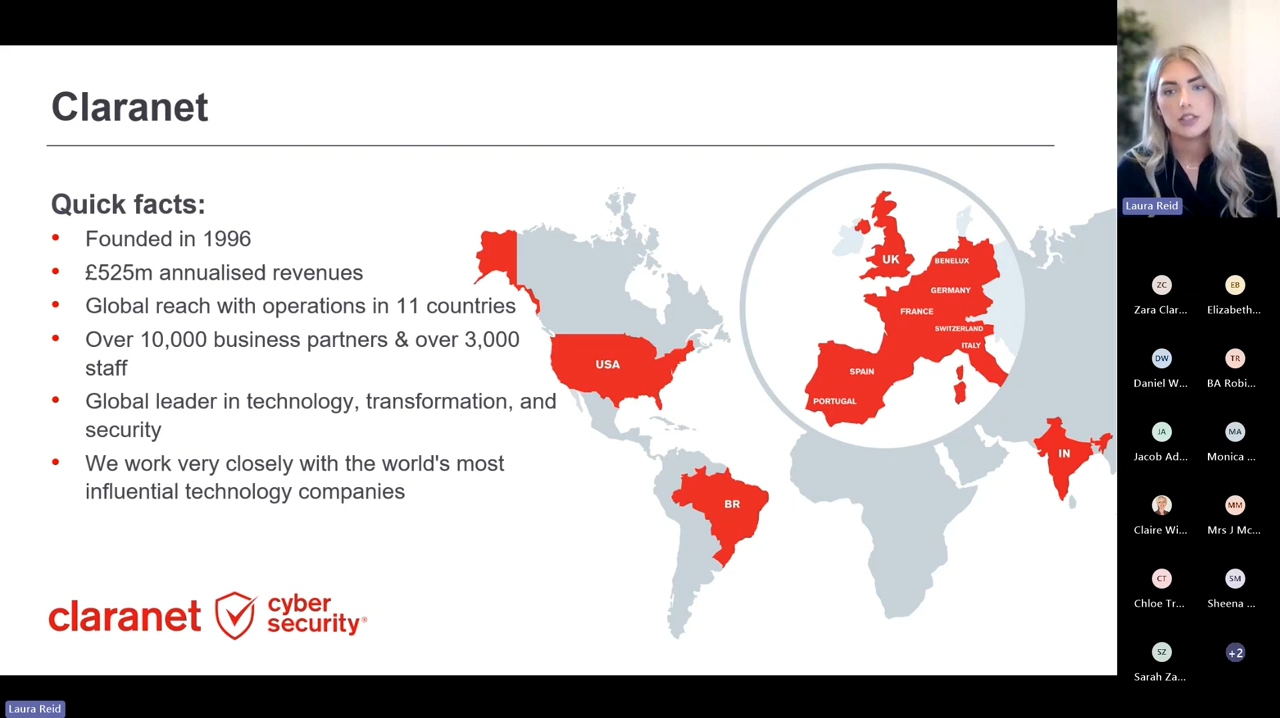 Claranet
Quick facts:
• Founded in 1996
• £525m annualised revenues
• Global reach with operations in 11 countries
• Over 10,000 business partners & over 3,000
staff
• Global leader in technology, transformation, and
security
• We work very closely with the world's most
influential technology companies
USA
BR
UK
BENELUX
GERMANY
FRANCE
SWITZERLAND
ITALY
SPAIN
PORTUGAL
IN
claranet cyber
security®
Laura Reid
ZC
EB
Zara Clar...
Elizabeth...
DW
TR
Daniel W...
BA Robi...
JA
MA
Jacob Ad...
Monica ...
MM
Claire Wi...
Mrs J Mc...
CT
SM
Chloe Tr...
Sheena ...
SZ
+2
Sarah Za...
Laura Reid